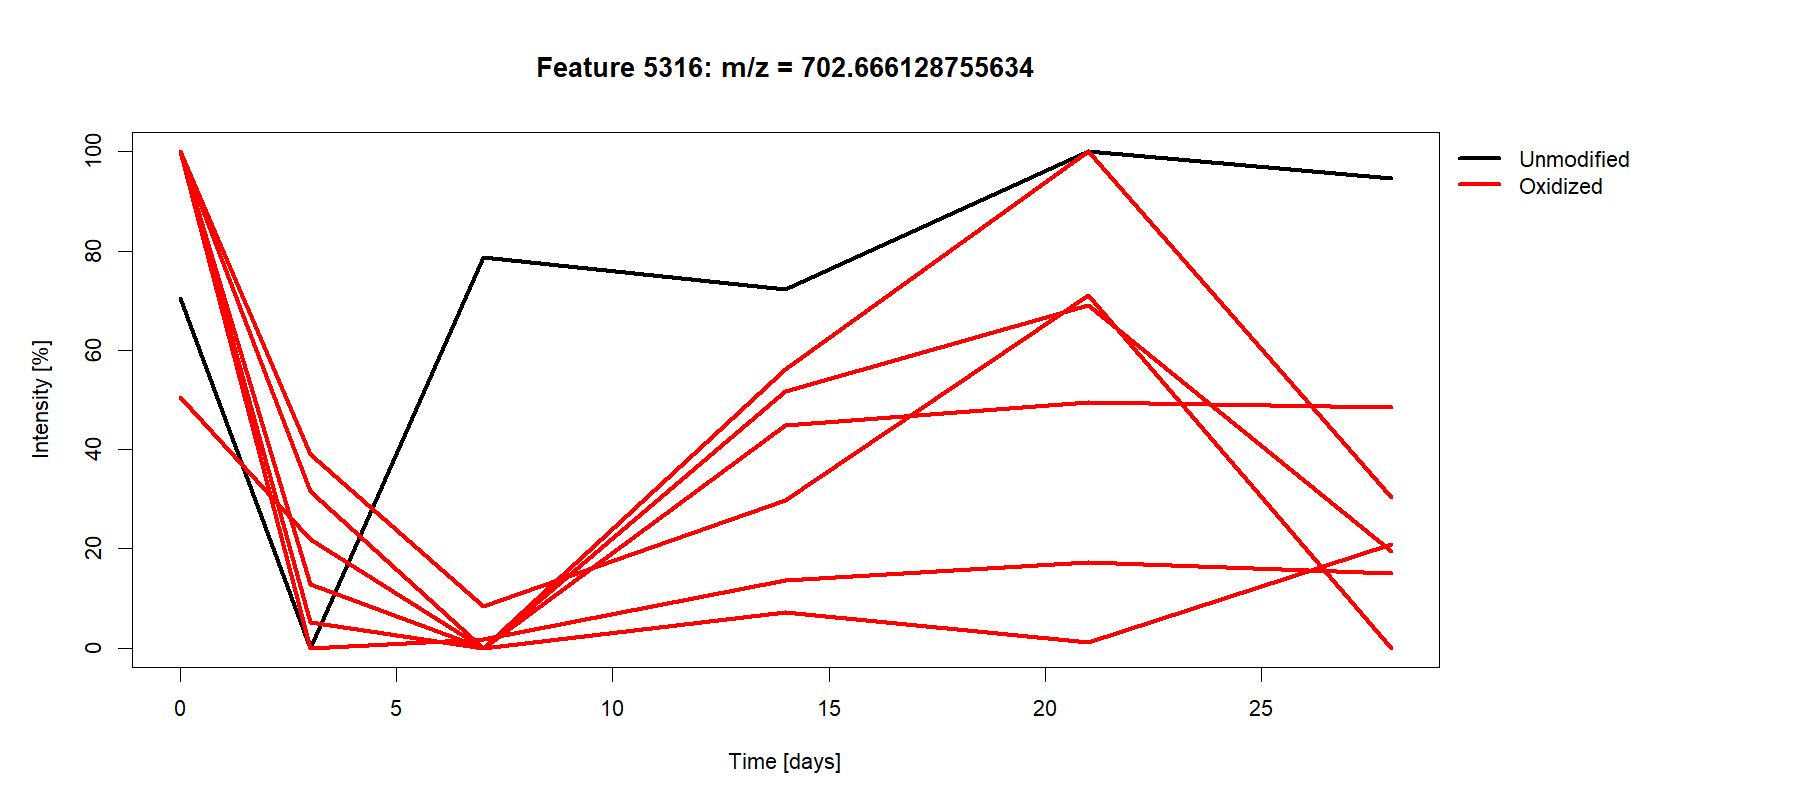 Feature 5316: m/z = 702.666128755634
Unmodified
Oxidized
Intensity [%]
100
80
60
40
20
0
0 5 10 15 20 25
Time [days]